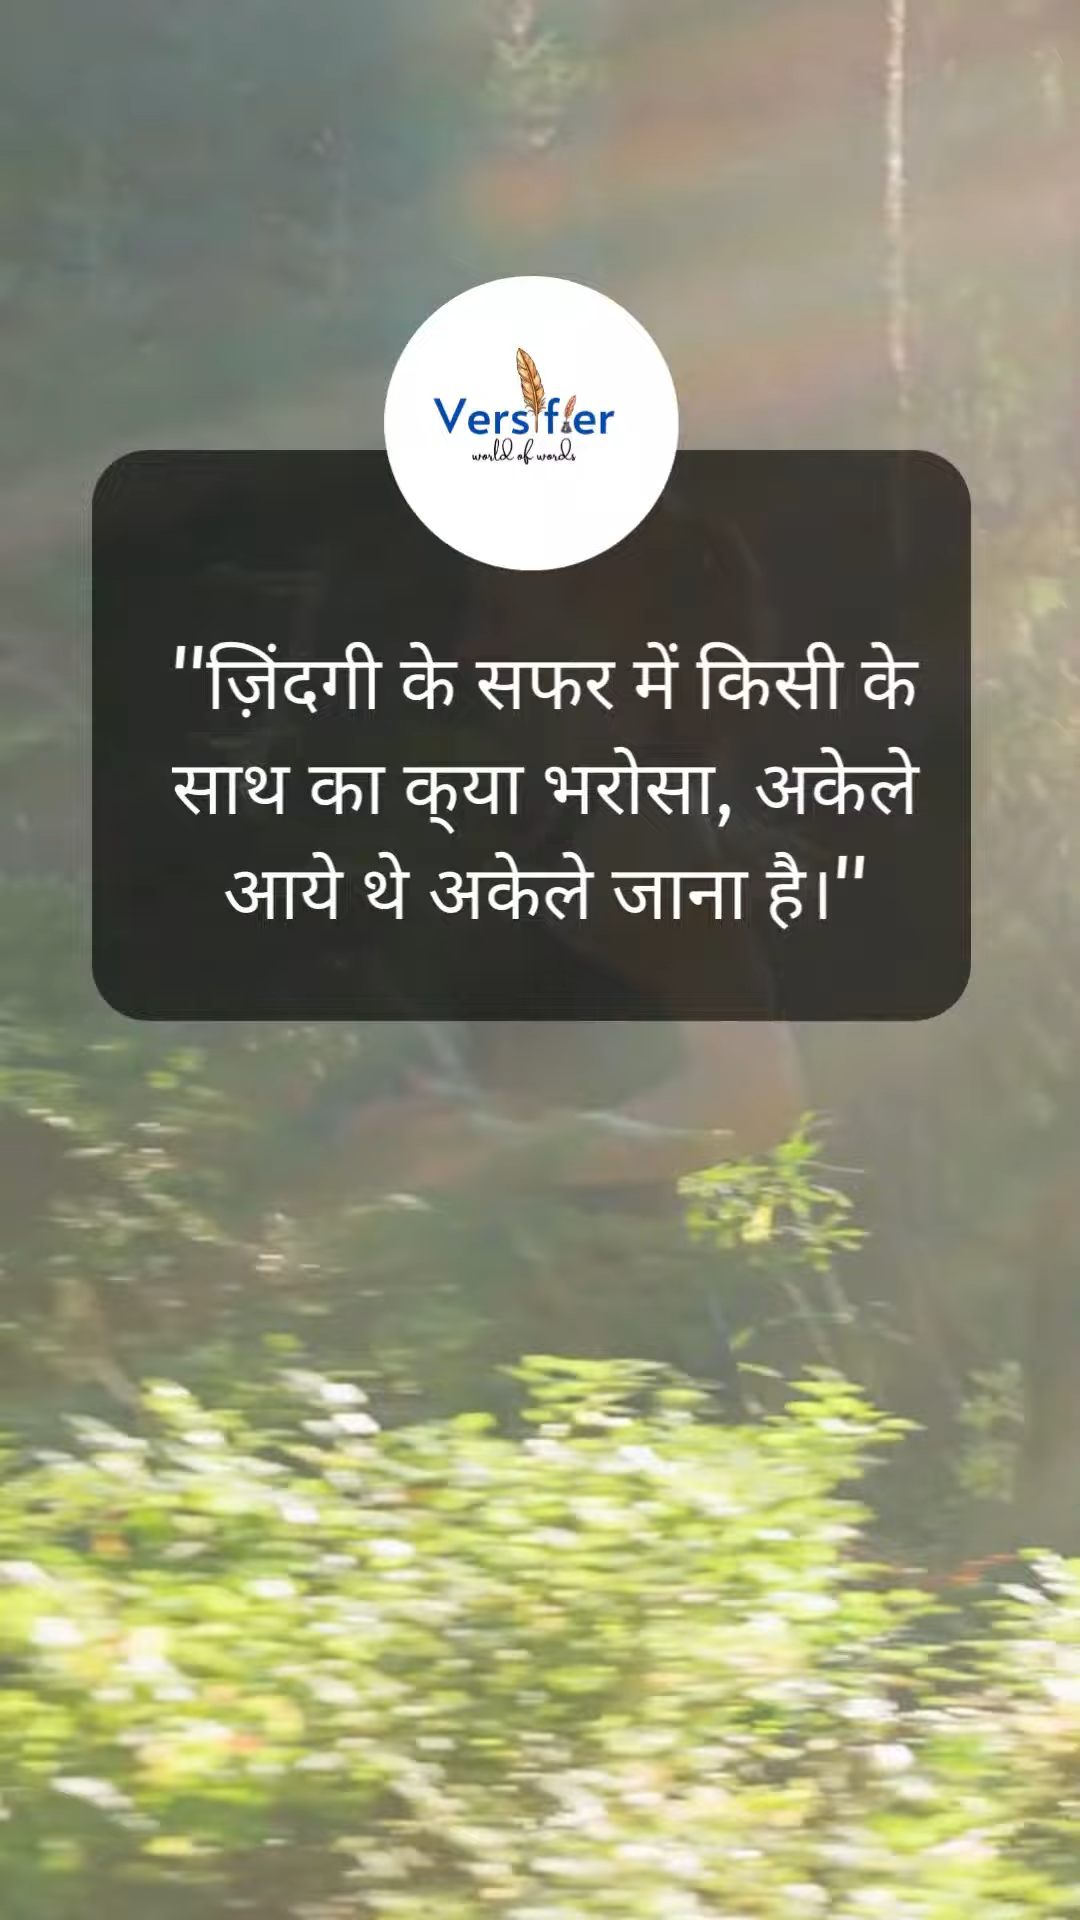 Versifier
world of words
"ज़िंदगी के सफर में किसी के
साथ का क्या भरोसा, अकेले
आये थे अकेले जाना है।"